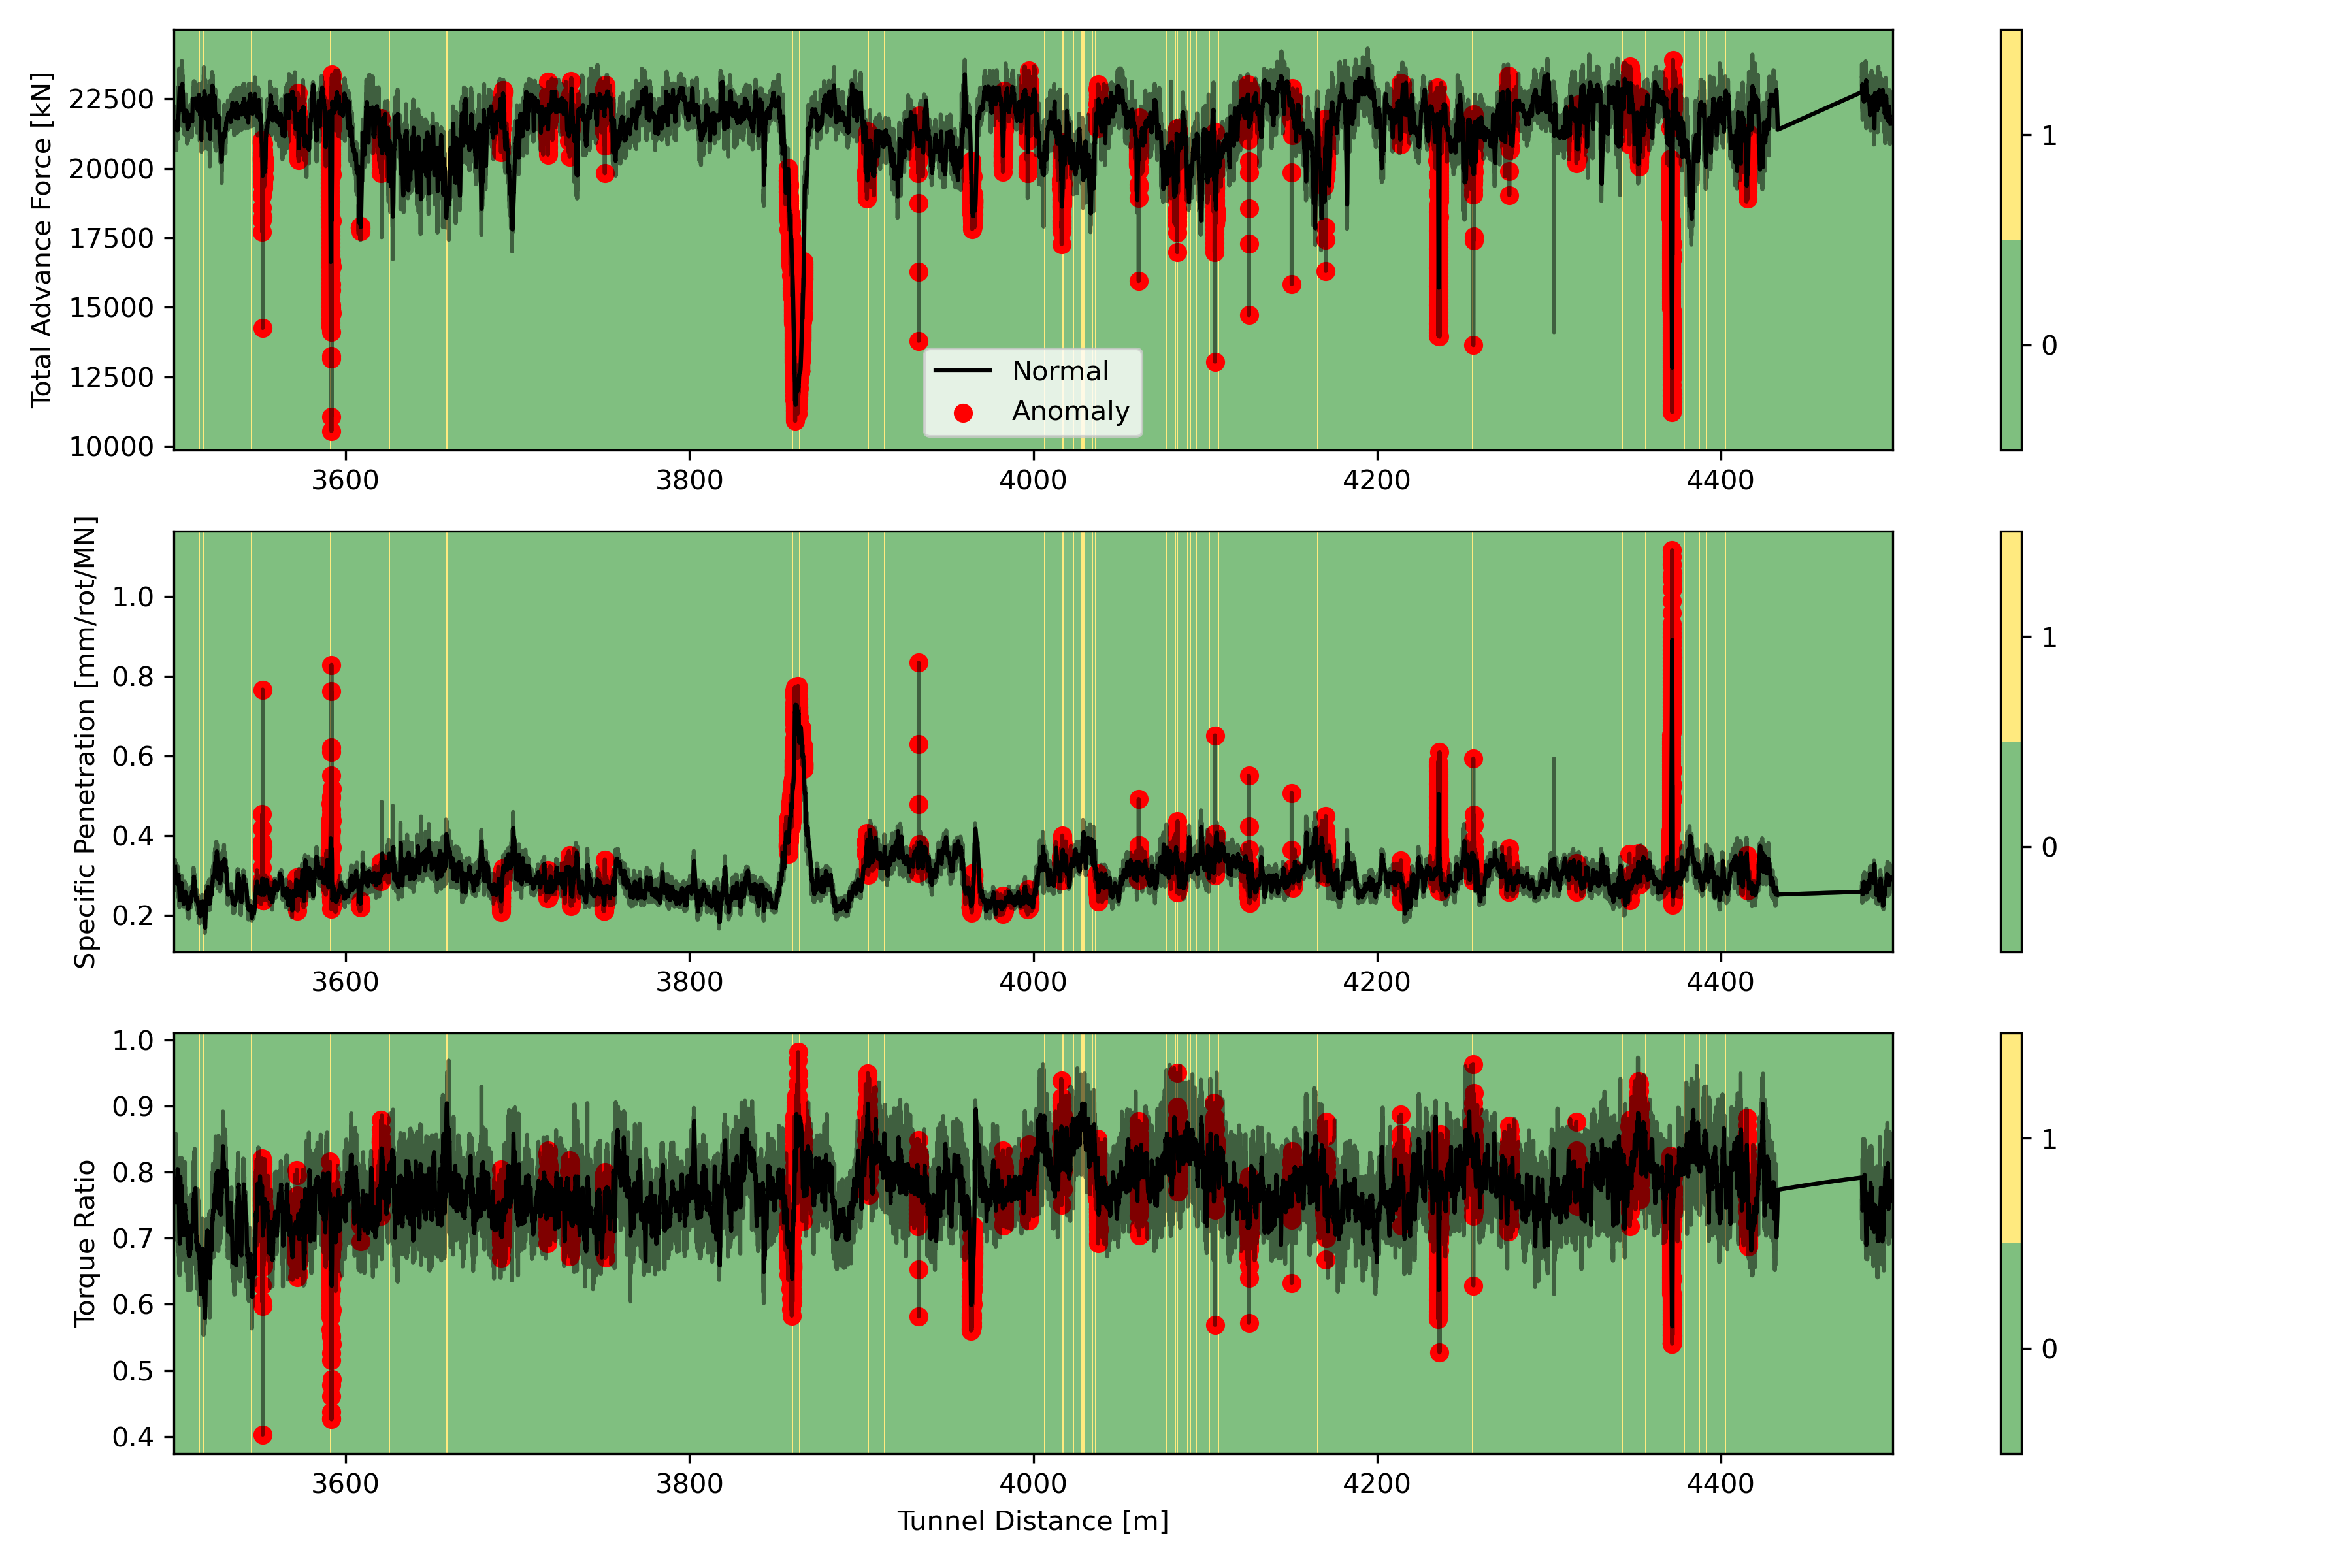 Total Advance Force [kN]
22500
20000
17500
15000
12500
10000
Normal
Anomaly
3600 3800 4000 4200 4400
1
0
Specific Penetration [mm/rot/MN]
1.0
0.8
0.6
0.4
0.2
3600 3800 4000 4200 4400
1
0
Torque Ratio
1.0
0.9
0.8
0.7
0.6
0.5
0.4
3600 3800 4000 4200 4400
Tunnel Distance [m]
1
0